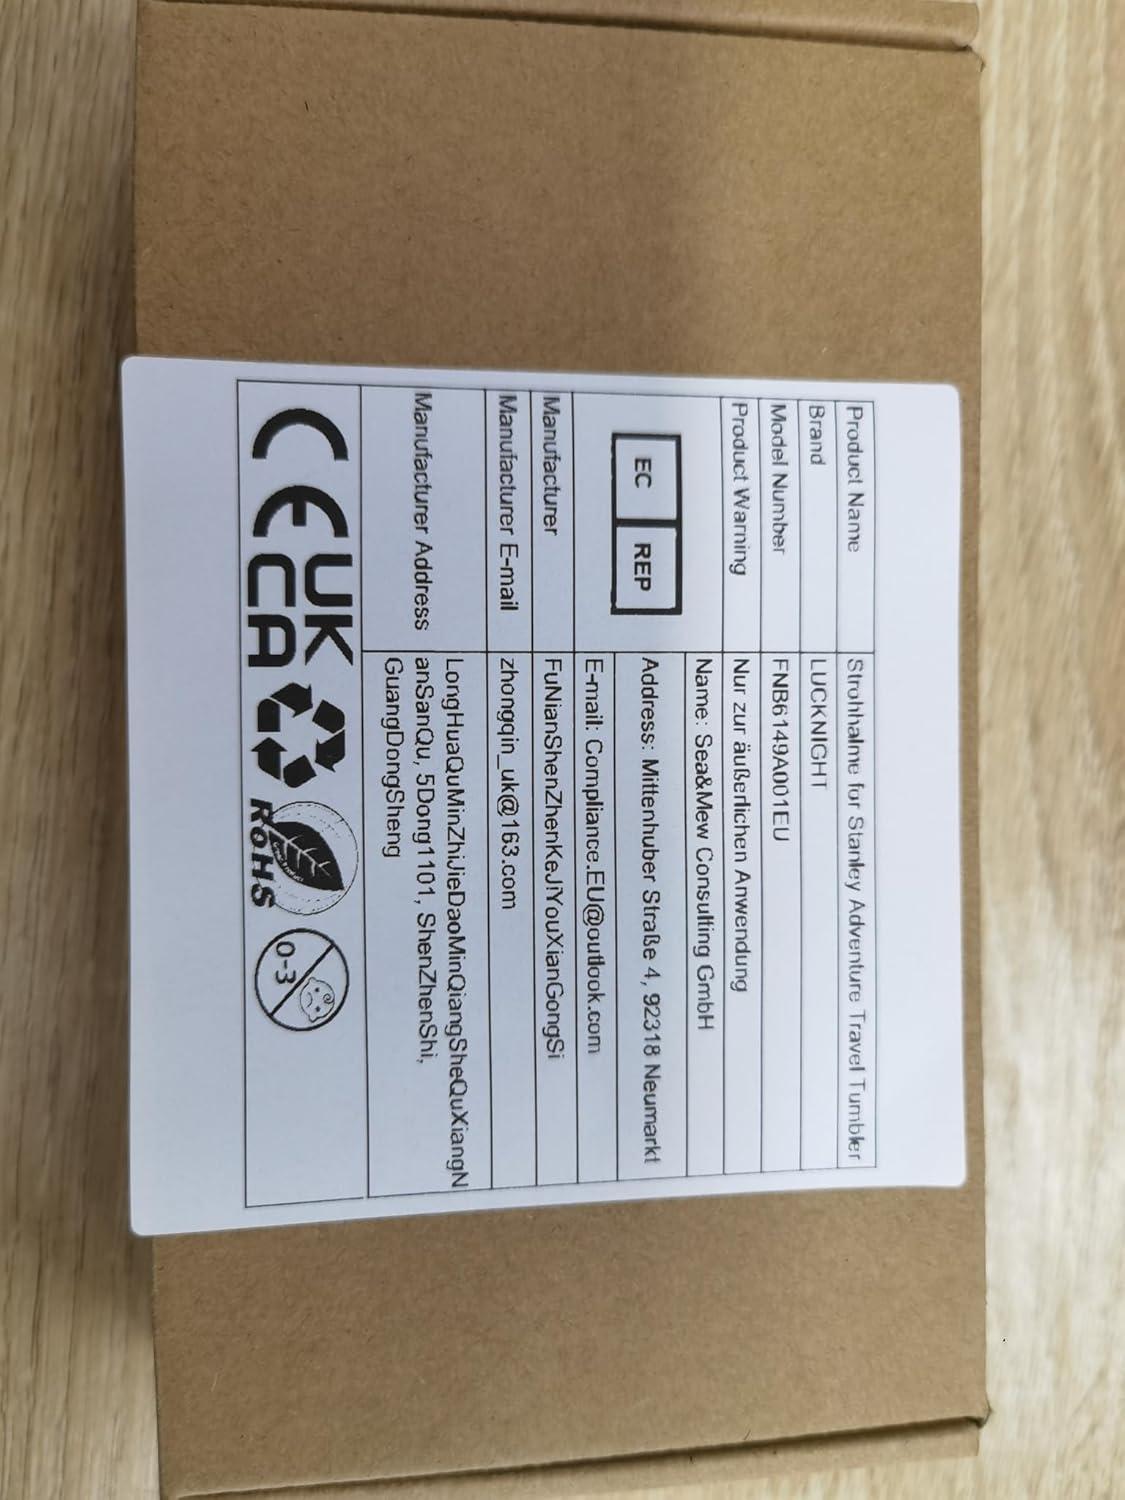 Product Name Strohhalme for Stanley Adventure Travel Tumbler
Brand LUCKNIGHT
Model Number FNB6149A001EU
Product Warning Nur zur äußerlichen Anwendung
EC REP
Name: Sea&Mew Consulting GmbH
Address: Mittenhuber Straße 4, 92318 Neumarkt
E-mail: Compliance.EU@outlook.com
Manufacturer FuNianShenZhenKeJiYouXianGongSi
Manufacturer E-mail zhongqin_uk@163.com
Manufacturer Address LongHuaQuMinZhiJieDaoMinQiangSheQuXiangN
anSanQu, 5Dong1101, ShenZhenShi,
GuangDongSheng
CE UK
CA
RoHS
0-3